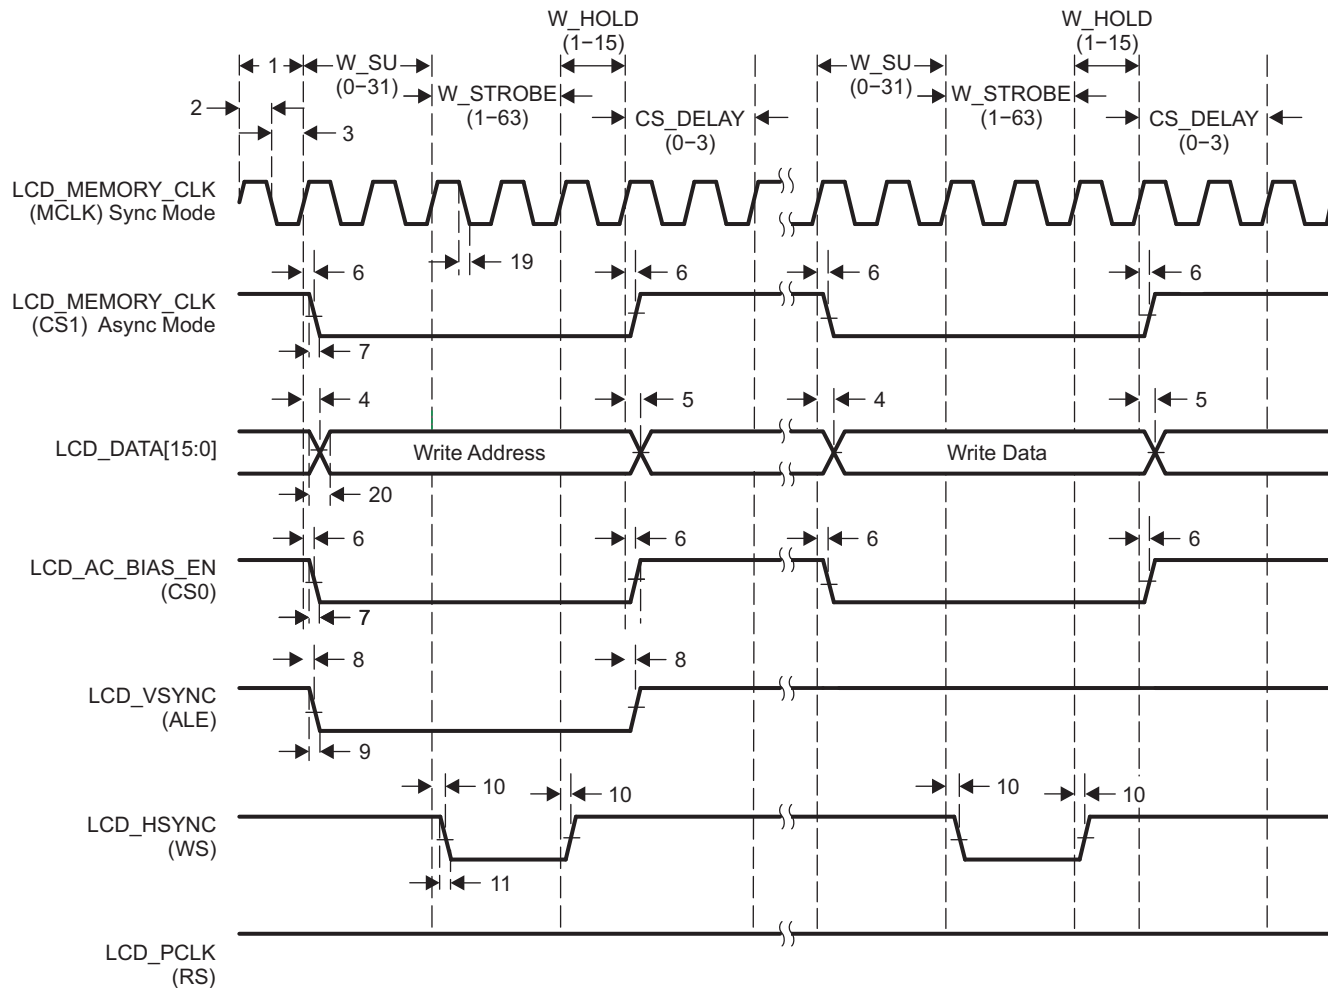 W_HOLD
(1−15)
W_HOLD
(1−15)
1
W_SU
(0−31)
W_SU
(0−31)
2
W_STROBE
(1−63)
W_STROBE
(1−63)
3
CS_DELAY
(0−3)
CS_DELAY
(0−3)
LCD_MEMORY_CLK
(MCLK) Sync Mode
19
6
6
6
6
LCD_MEMORY_CLK
(CS1) Async Mode
7
4
5
4
5
LCD_DATA[15:0]
Write Address
Write Data
20
6
6
6
6
LCD_AC_BIAS_EN
(CS0)
7
8
8
LCD_VSYNC
(ALE)
9
10
10
10
10
LCD_HSYNC
(WS)
11
LCD_PCLK
(RS)